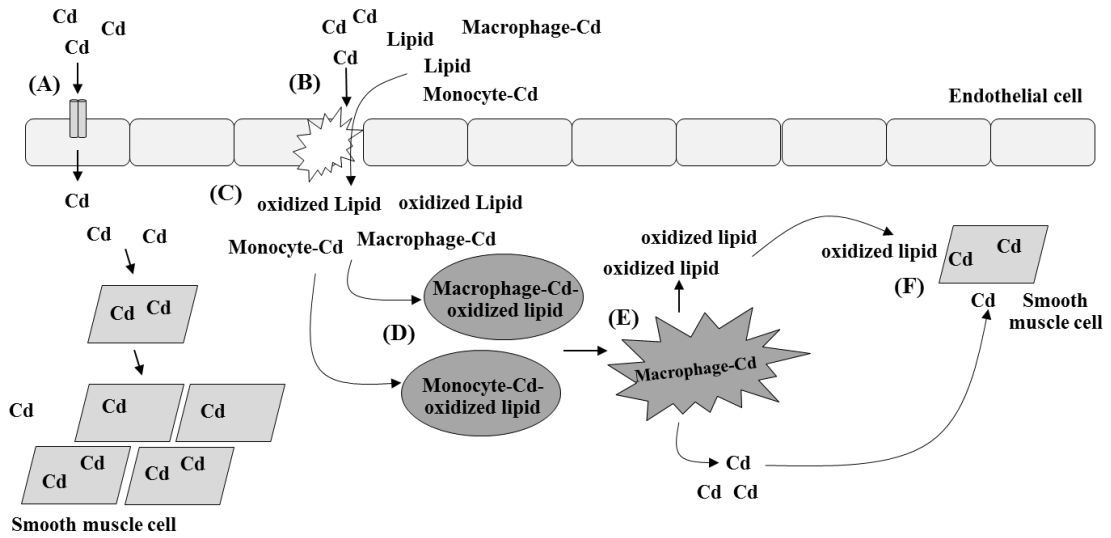 Cd
Cd
Cd
Cd
(A)
Cd
Cd
Cd
(B)
Lipid
Macrophage-Cd
Lipid
Monocyte-Cd
Endothelial cell
Cd
(C)
oxidized Lipid
oxidized Lipid
Cd
Cd
Monocyte-Cd
Macrophage-Cd
Cd
Cd
Cd
Cd
Cd
Cd
Cd
Cd
Cd
Smooth muscle cell
Macrophage-Cd-
oxidized lipid
(D)
Monocyte-Cd-
oxidized lipid
(E)
oxidized lipid
oxidized lipid
Macrophage-Cd
Cd
Cd
Cd
oxidized lipid
(F)
Cd
Cd
Cd
Smooth
muscle cell